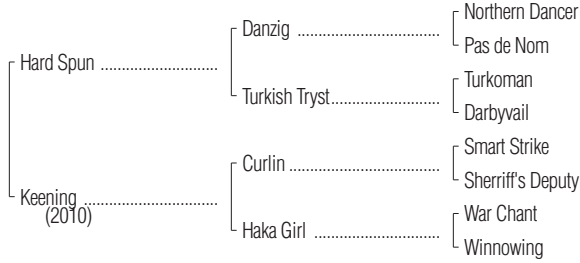 Northern Dancer
Danzig ..............................
Pas de Nom
Hard Spun .........................
Turkoman
Turkish Tryst.......................
Darbyvail
Smart Strike
Curlin ................................
Sherriff's Deputy
Keening .............................
(2010)
War Chant
Haka Girl ...........................
Winnowing